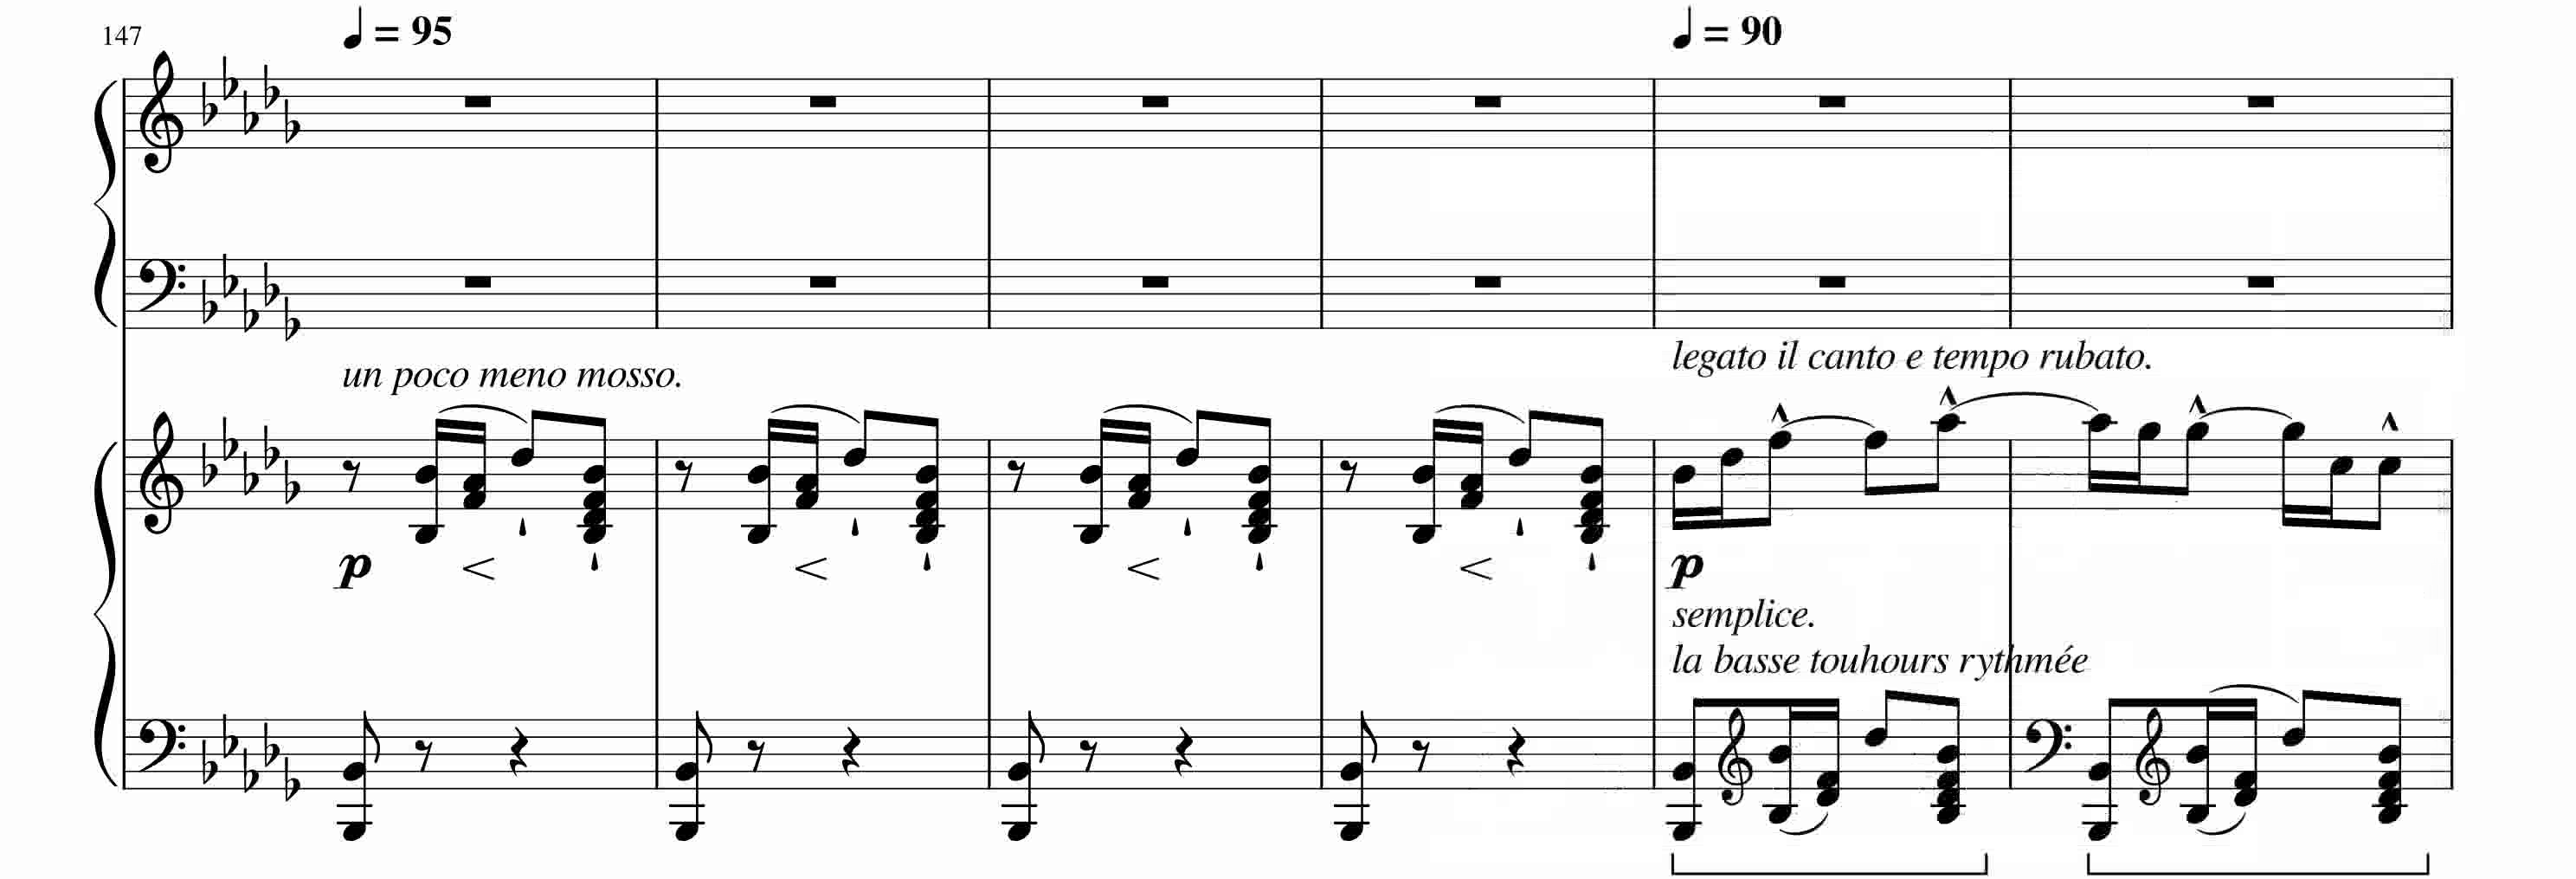 147
♩ = 95
♩ = 90
un poco meno mosso.
legato il canto e tempo rubato.
p
p
semplice.
la basse touhours rythmée